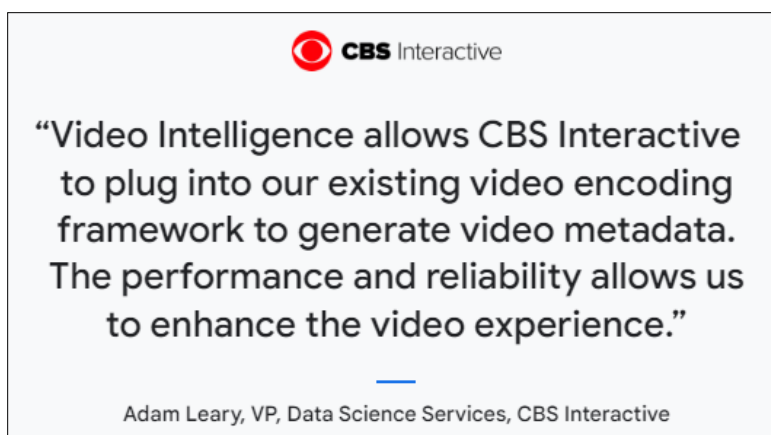 CBS Interactive
“Video Intelligence allows CBS Interactive
to plug into our existing video encoding
framework to generate video metadata.
The performance and reliability allows us
to enhance the video experience.”
Adam Leary, VP, Data Science Services, CBS Interactive